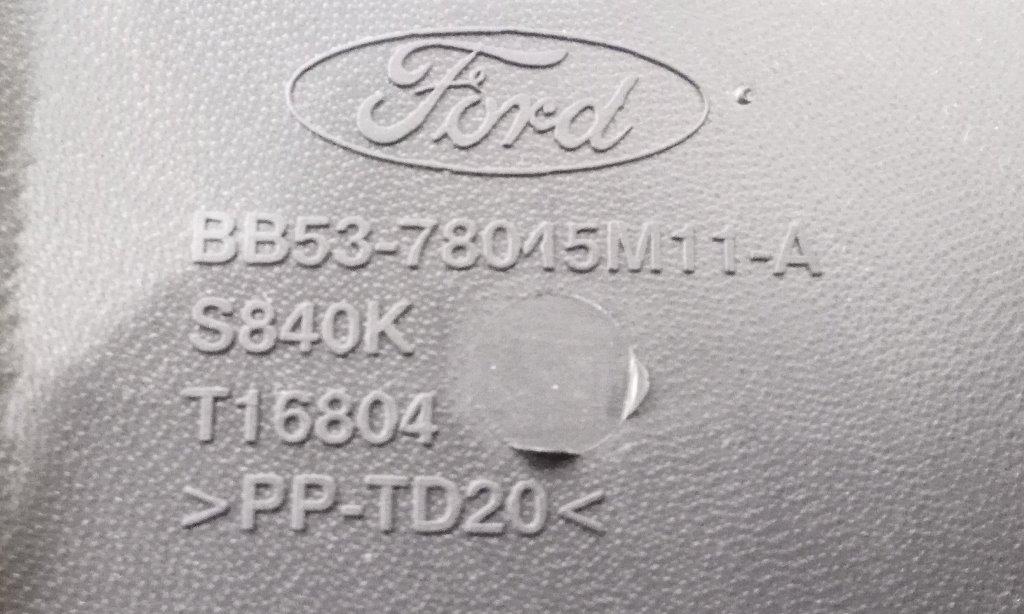 Ford
BB53-78015M11-A
S840K
T16804
>PP-TD20<